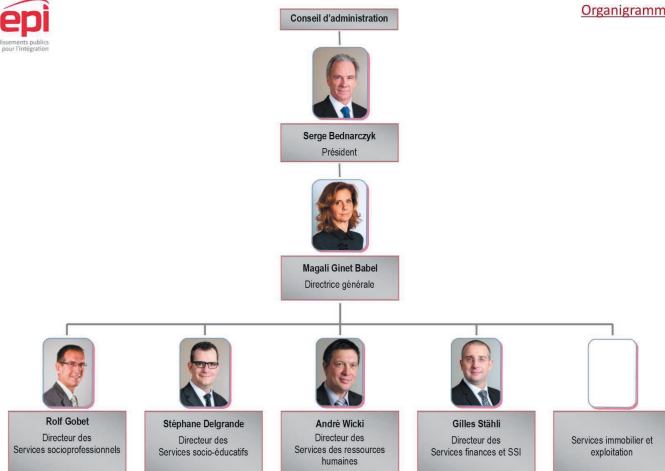 epi
lissements publics
pour l'intégration
Organigramm
Conseil d'administration
Serge Bednarczyk
Président
Magali Ginet Babel
Directrice générale
Rolf Gobet
Directeur des
Services socioprofessionnels
Stéphane Delgrande
Directeur des
Services socio-éducatifs
André Wicki
Directeur des
Services des ressources
humaines
Gilles Stähli
Directeur des
Services finances et SSI
Services immobilier et
exploitation